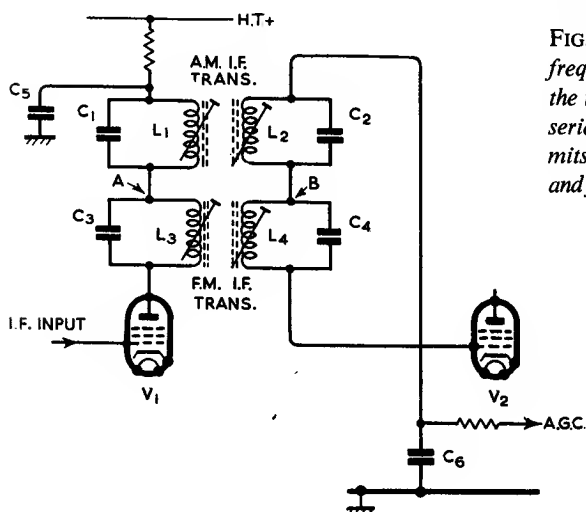 H.T+
A.M. I.F.
TRANS.
C5
C1
L1
L2
C2
A
B
C3
L3
L4
C4
F.M. I.F.
TRANS.
I.F. INPUT
V1
V2
A.G.C.
C6
FIG
freq
the
seri
mits
and